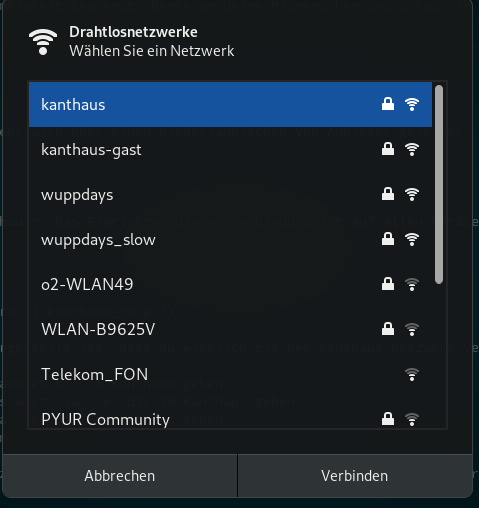 Drahtlosnetzwerke
Wählen Sie ein Netzwerk
kanthaus
kanthaus-gast
wuppdays
wuppdays_slow
o2-WLAN49
WLAN-B9625V
Telekom_FON
PYUR Community
Abbrechen
Verbinden